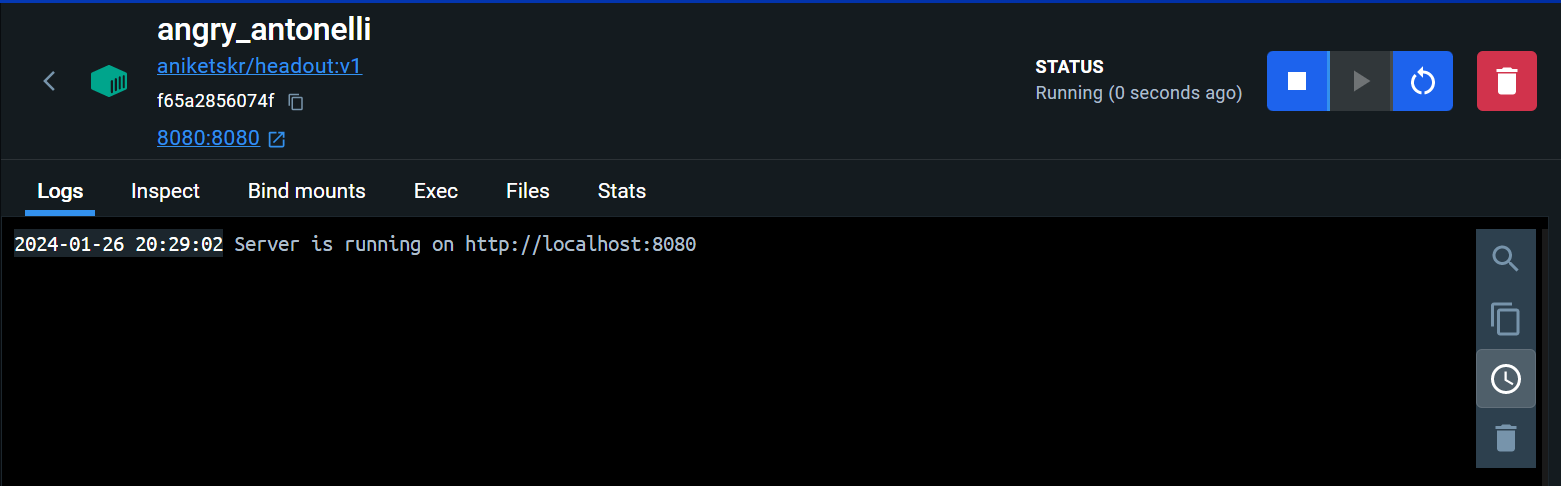 angry_antonelli
aniketskr/headout:v1
f65a2856074f
8080:8080
STATUS
Running (0 seconds ago)
Logs Inspect Bind mounts Exec Files Stats
2024-01-26 20:29:02 Server is running on http://localhost:8080